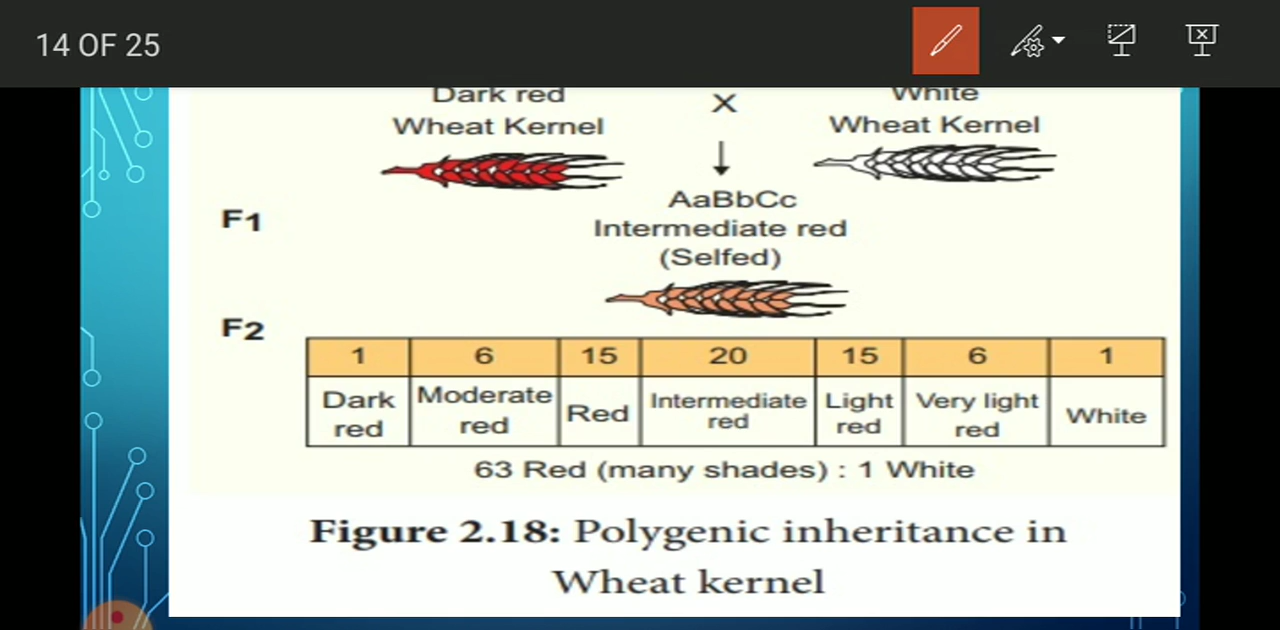 14 OF 25
Dark red
X
White
Wheat Kernel
Wheat Kernel
F1
AaBbCc
Intermediate red
(Selfed)
F2
1 6 15 20 15 6 1
Dark red Moderate red Red Intermediate red Light red Very light red White
63 Red (many shades) : 1 White
Figure 2.18: Polygenic inheritance in
Wheat kernel